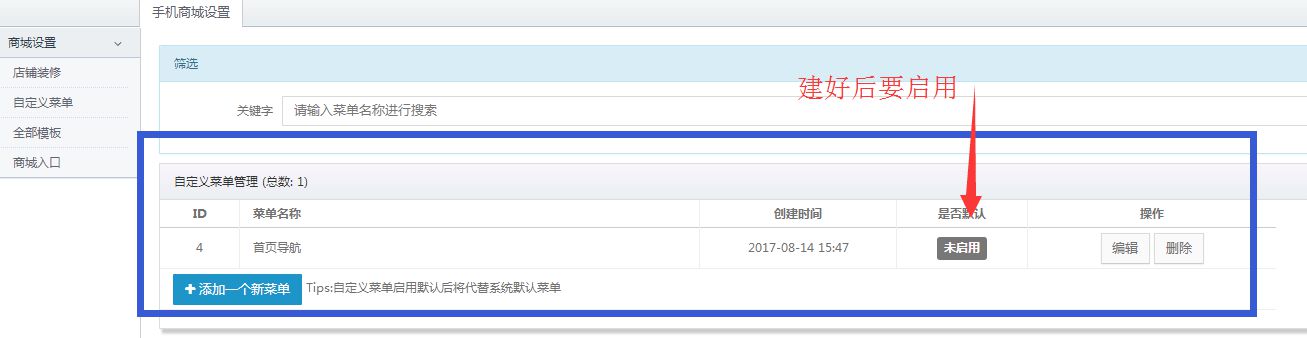 手机商城设置
商城设置
店铺装修
自定义菜单
全部模板
商城入口
筛选
建好后要启用
关键字 请输入菜单名称进行搜索
自定义菜单管理 (总数: 1)
ID 菜单名称 创建时间 是否默认 操作
4 首页导航 2017-08-14 15:47 未启用 编辑 删除
+ 添加一个新菜单 Tips:自定义菜单启用默认后将代替系统默认菜单